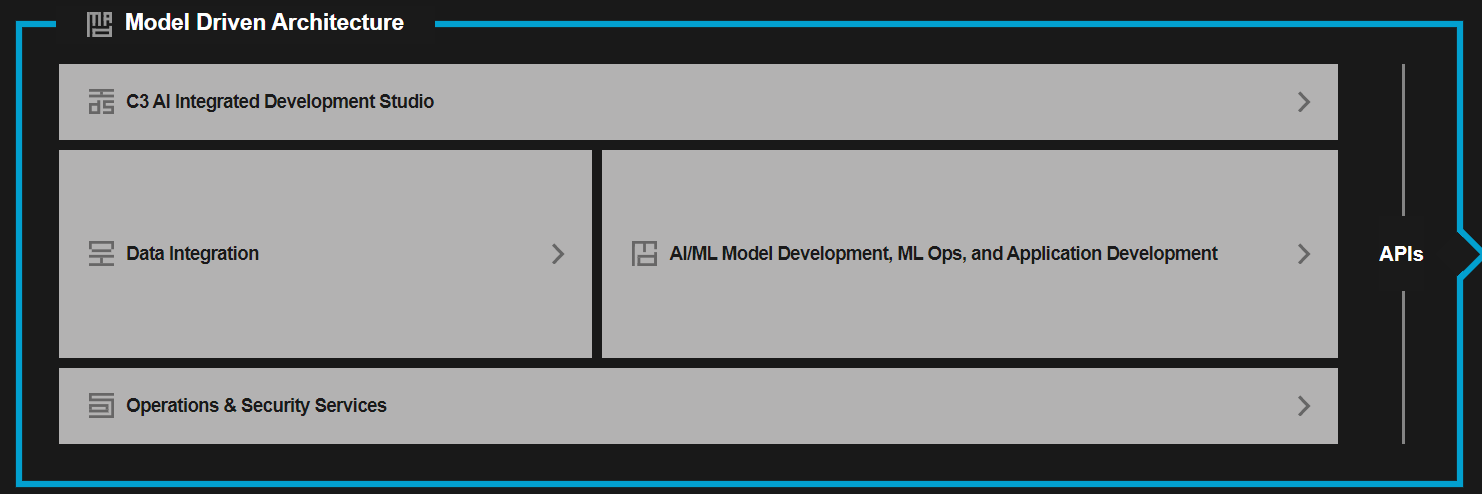 Model Driven Architecture
C3 AI Integrated Development Studio
Data Integration
AI/ML Model Development, ML Ops, and Application Development
APIs
Operations & Security Services